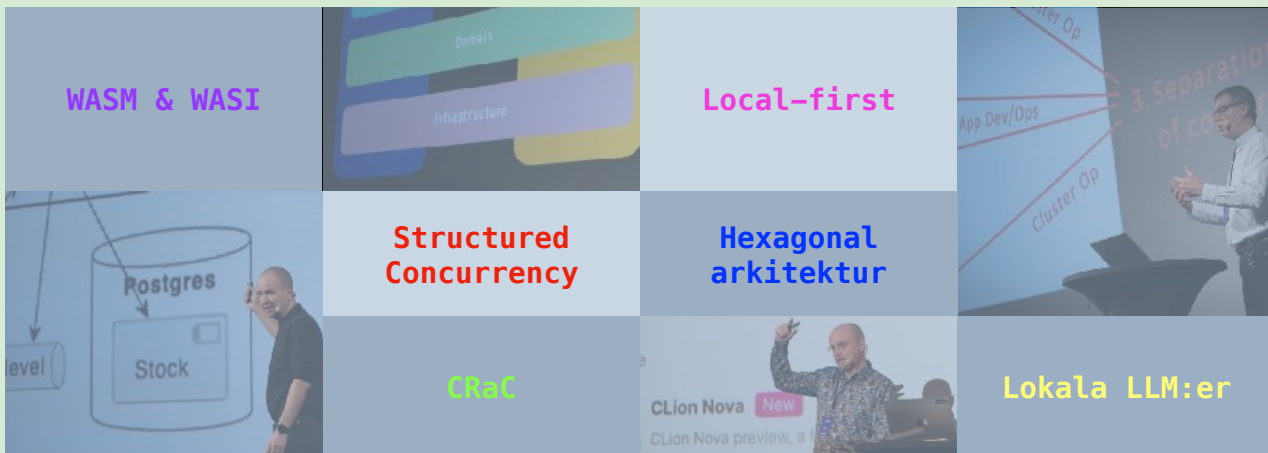 WASM & WASI
Domain
Infrastructure
Local-first
Cluster Op
App Dev/Ops
3. Separation
of
Cluster Op
Postgres
Stock
level
Structured
Concurrency
Hexagonal
arkitektur
CRaC
CLion Nova New
CLion Nova preview, a
Lokala LLM:er